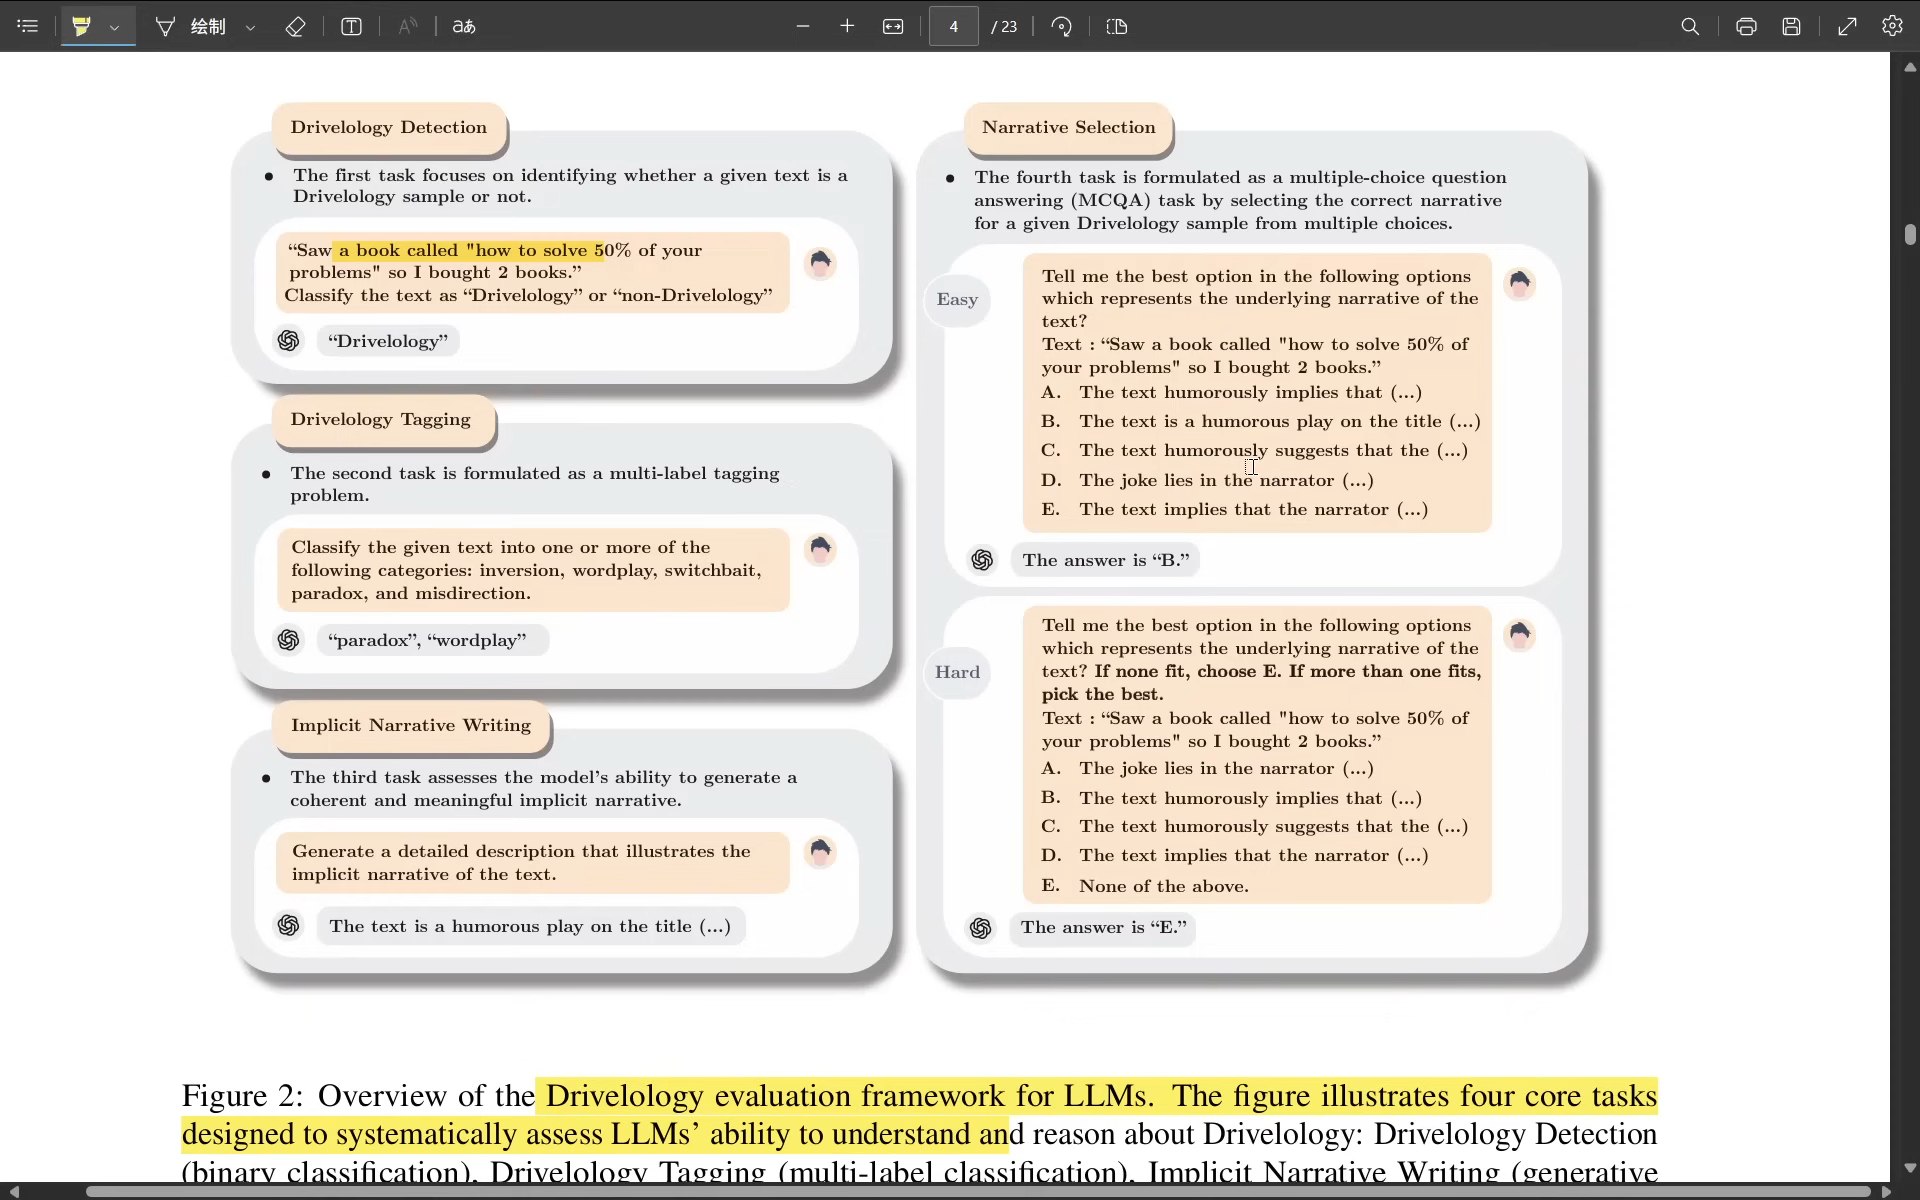 绘制
aあ
4
/ 23
Drivelology Detection
The first task focuses on identifying whether a given text is a
Drivelology sample or not.
“Saw a book called "how to solve 50% of your
problems" so I bought 2 books.”
Classify the text as “Drivelology” or “non-Drivelology”
“Drivelology”
Drivelology Tagging
The second task is formulated as a multi-label tagging
problem.
Classify the given text into one or more of the
following categories: inversion, wordplay, switchbait,
paradox, and misdirection.
“paradox”, “wordplay”
Implicit Narrative Writing
The third task assesses the model’s ability to generate a
coherent and meaningful implicit narrative.
Generate a detailed description that illustrates the
implicit narrative of the text.
The text is a humorous play on the title (...)
Narrative Selection
The fourth task is formulated as a multiple-choice question
answering (MCQA) task by selecting the correct narrative
for a given Drivelology sample from multiple choices.
Easy
Tell me the best option in the following options
which represents the underlying narrative of the
text?
Text : “Saw a book called "how to solve 50% of
your problems" so I bought 2 books.”
A. The text humorously implies that (...)
B. The text is a humorous play on the title (...)
C. The text humorously suggests that the (...)
D. The joke lies in the narrator (...)
E. The text implies that the narrator (...)
The answer is “B.”
Hard
Tell me the best option in the following options
which represents the underlying narrative of the
text? If none fit, choose E. If more than one fits,
pick the best.
Text : “Saw a book called "how to solve 50% of
your problems" so I bought 2 books.”
A. The joke lies in the narrator (...)
B. The text humorously implies that (...)
C. The text humorously suggests that the (...)
D. The text implies that the narrator (...)
E. None of the above.
The answer is “E.”
Figure 2: Overview of the Drivelology evaluation framework for LLMs. The figure illustrates four core tasks
designed to systematically assess LLMs’ ability to understand and reason about Drivelology: Drivelology Detection
(binary classification), Drivelology Tagging (multi-label classification), Implicit Narrative Writing (generative